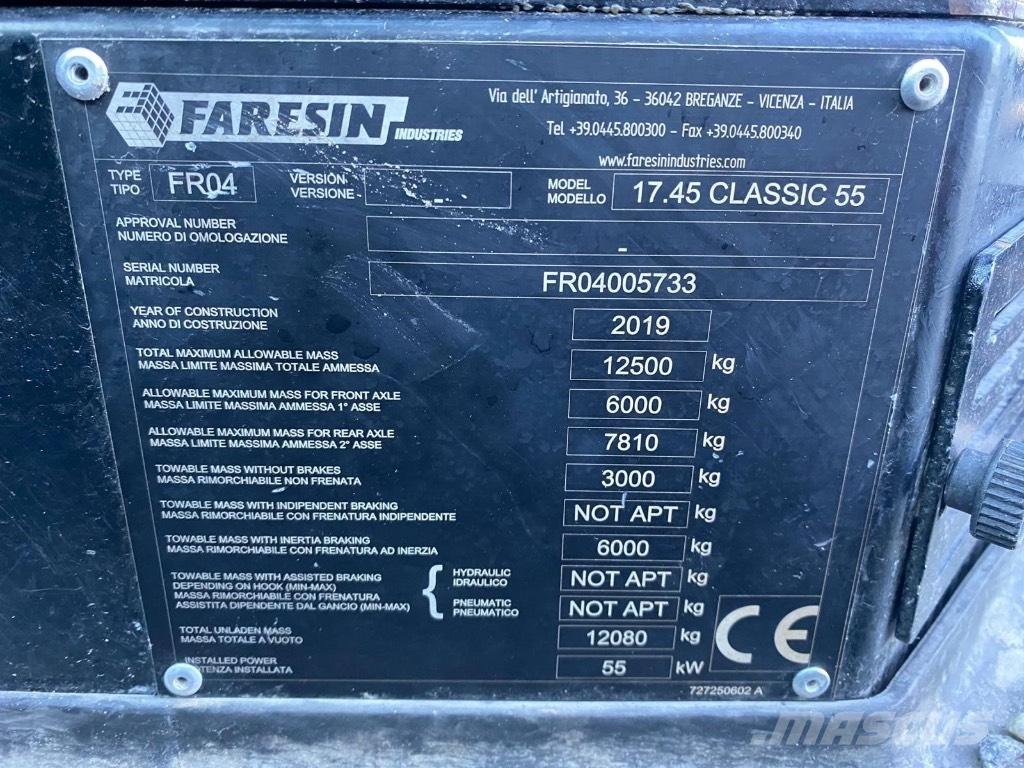 FARESIN INDUSTRIES
Via dell' Artigianato, 36 - 36042 BREGANZE - VICENZA - ITALIA
Tel +39.0445.800300 - Fax +39.0445.800340
www.faresinindustries.com
TYPE
TIPO
FR04
VERSION
VERSIONE
MODEL
MODELLO
17.45 CLASSIC 55
APPROVAL NUMBER
NUMERO DI OMOLOGAZIONE
-
SERIAL NUMBER
MATRICOLA
FR04005733
YEAR OF CONSTRUCTION
ANNO DI COSTRUZIONE
2019
TOTAL MAXIMUM ALLOWABLE MASS
MASSA LIMITE MASSIMA TOTALE AMMESSA
12500 kg
ALLOWABLE MAXIMUM MASS FOR FRONT AXLE
MASSA LIMITE MASSIMA AMMESSA 1° ASSE
6000 kg
ALLOWABLE MAXIMUM MASS FOR REAR AXLE
MASSA LIMITE MASSIMA AMMESSA 2° ASSE
7810 kg
TOWABLE MASS WITHOUT BRAKES
MASSA RIMORCHIABILE NON FRENATA
3000 kg
TOWABLE MASS WITH INDIPENDENT BRAKING
MASSA RIMORCHIABILE CON FRENATURA INDIPENDENTE
NOT APT kg
TOWABLE MASS WITH INERTIA BRAKING
MASSA RIMORCHIABILE CON FRENATURA AD INERZIA
6000 kg
TOWABLE MASS WITH ASSISTED BRAKING
DEPENDING ON HOOK (MIN-MAX)
MASSA RIMORCHIABILE CON FRENATURA
ASSISTITA DIPENDENTE DAL GANCIO (MIN-MAX)
HYDRAULIC
IDRAULICO
NOT APT kg
PNEUMATIC
PNEUMATICO
NOT APT kg
TOTAL UNLADEN MASS
MASSA TOTALE A VUOTO
12080 kg
INSTALLED POWER
POTENZA INSTALLATA
55 kW
CE
727250602 A
MASCUS